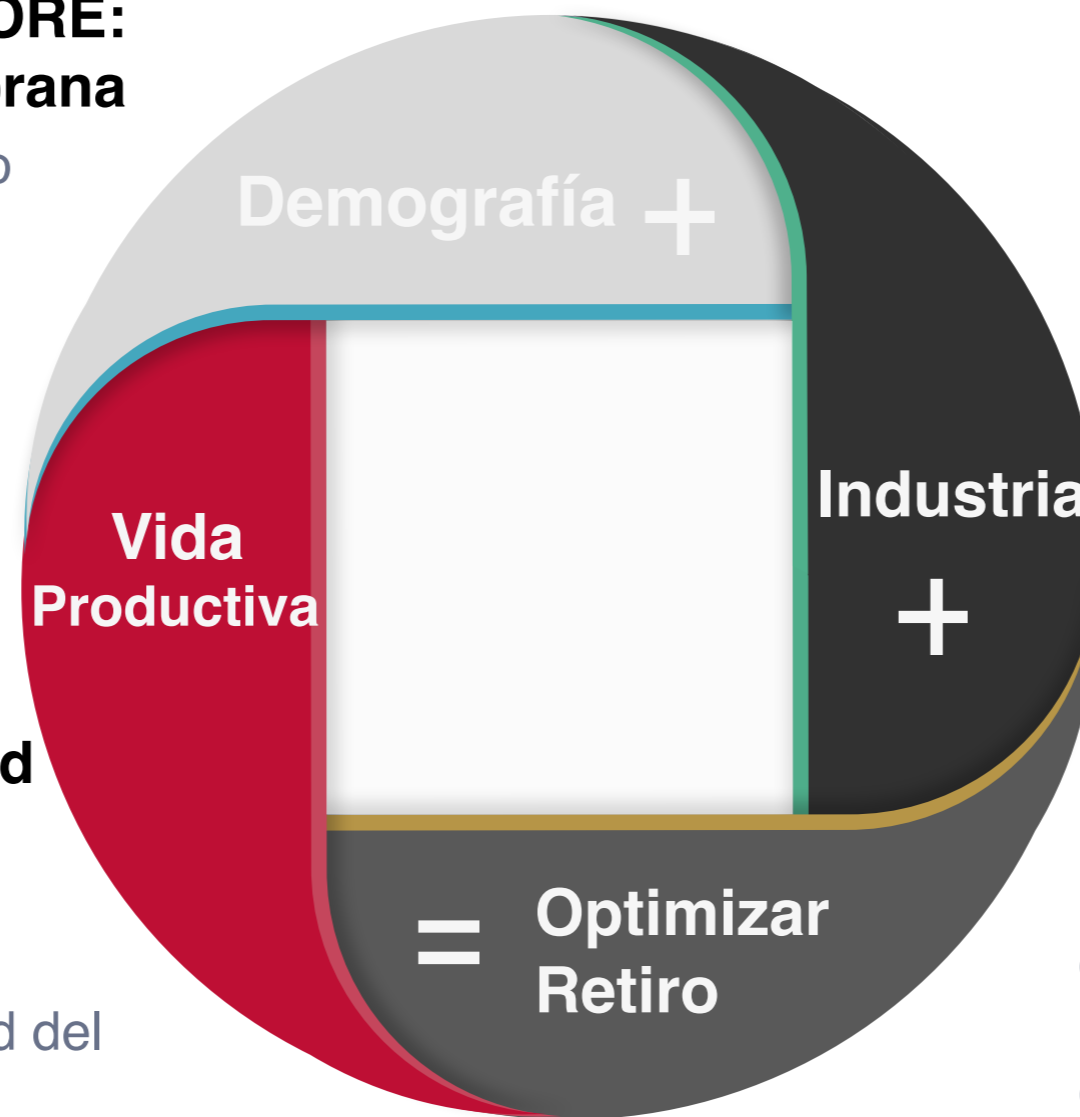 ORE:
rana
Demografía +
Industria
Vida
Productiva
+
d
= Optimizar
Retiro
d del